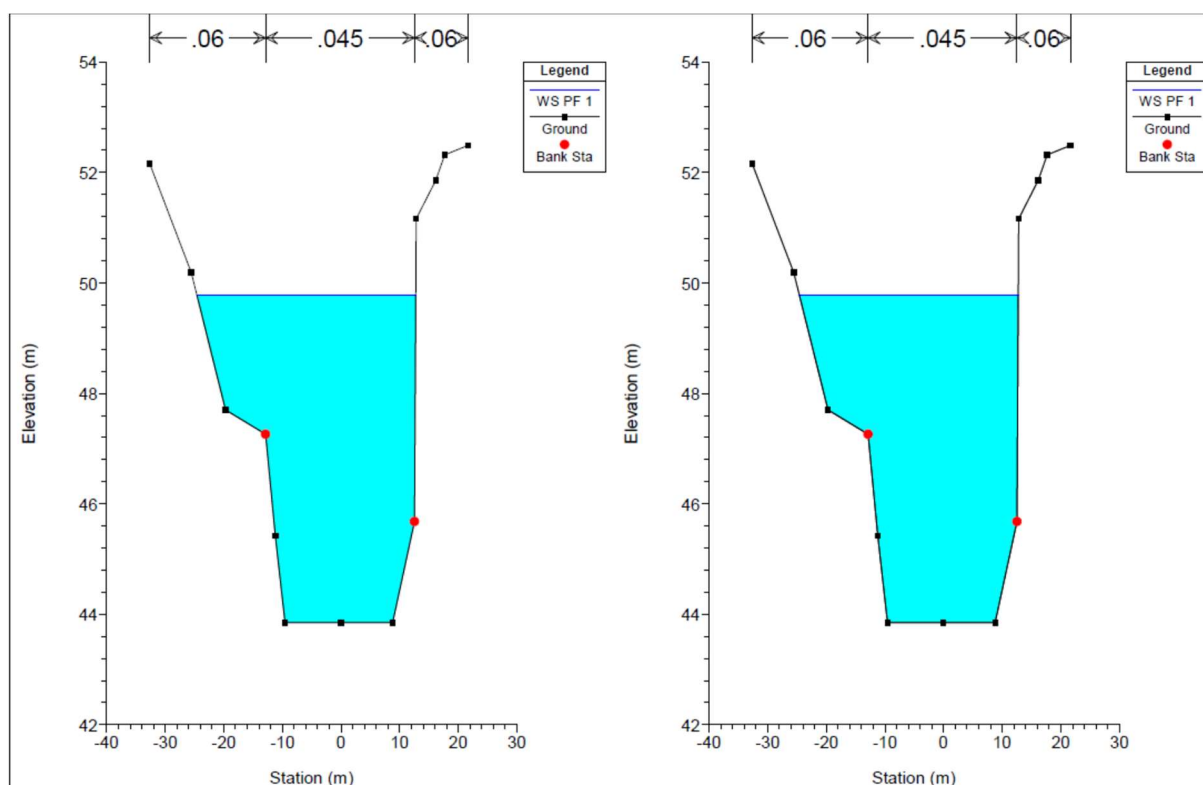 .06 .045 .06
54
52
50
48
46
44
42
-40 -30 -20 -10 0 10 20 30
Station (m)
Elevation (m)
Legend
WS PF 1
Ground
Bank Sta
.06 .045 .06
54
52
50
48
46
44
42
-40 -30 -20 -10 0 10 20 30
Station (m)
Elevation (m)
Legend
WS PF 1
Ground
Bank Sta